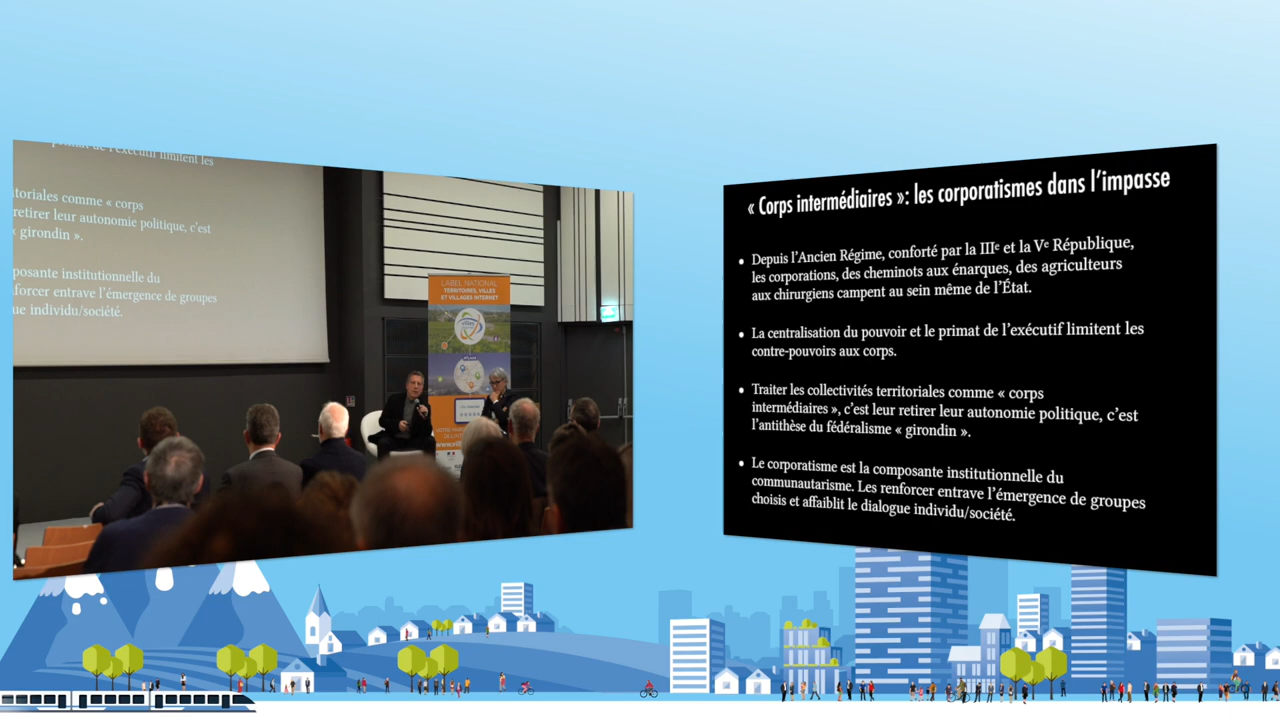 primat de l'exécutif limitent les
toriales comme « corps
retirer leur autonomie politique, c'est
« girondin ».
posante institutionnelle du
nforcer entrave l'émergence de groupes
ue individu/société.
LABEL NATIONAL
TERRITOIRES, VILLES
ET VILLAGES INTERNET
villes
« Corps intermédiaires »: les corporatismes dans l'impasse
• Depuis l'Ancien Régime, conforté par la IIIe et la Ve République,
les corporations, des cheminots aux énarques, des agriculteurs
aux chirurgiens campent au sein même de l'État.
• La centralisation du pouvoir et le primat de l'exécutif limitent les
contre-pouvoirs aux corps.
• Traiter les collectivités territoriales comme « corps
intermédiaires », c'est leur retirer leur autonomie politique, c'est
l'antithèse du fédéralisme « girondin ».
• Le corporatisme est la composante institutionnelle du
communautarisme. Les renforcer entrave l'émergence de groupes
choisis et affaiblit le dialogue individu/société.